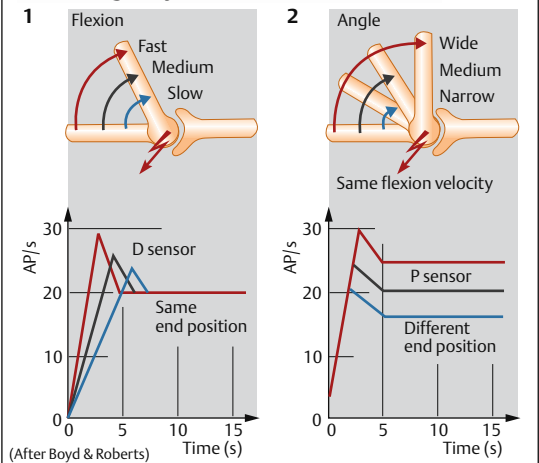 1
Flexion
Fast
Medium
Slow
AP/s
30
20
10
0
D sensor
Same
end position
0
5
10
15
Time (s)
(After Boyd & Roberts)
2
Angle
Wide
Medium
Narrow
Same flexion velocity
AP/s
30
20
10
0
P sensor
Different
end position
0
5
10
15
Time (s)